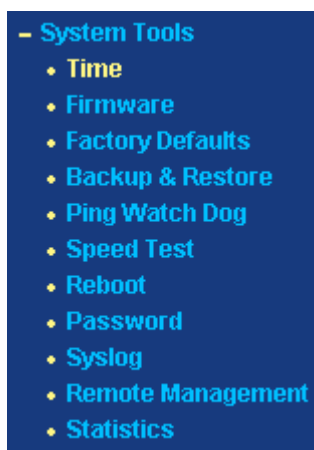 – System Tools
• Time
• Firmware
• Factory Defaults
• Backup & Restore
• Ping Watch Dog
• Speed Test
• Reboot
• Password
• Syslog
• Remote Management
• Statistics